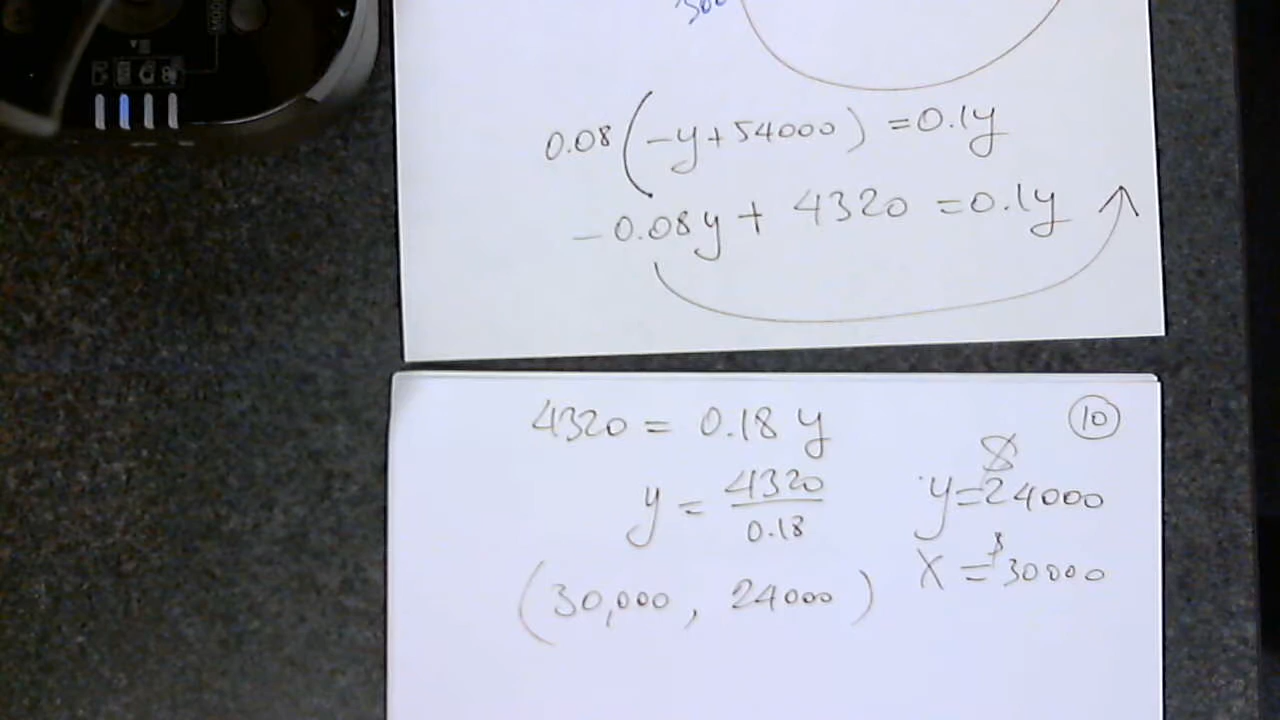 300
0.08(-y+54000) = 0.1y
-0.08y + 4320 = 0.1y
10
4320 = 0.18 y
y = 4320/0.18
y = $24000
x = $30000
(30,000, 24000)